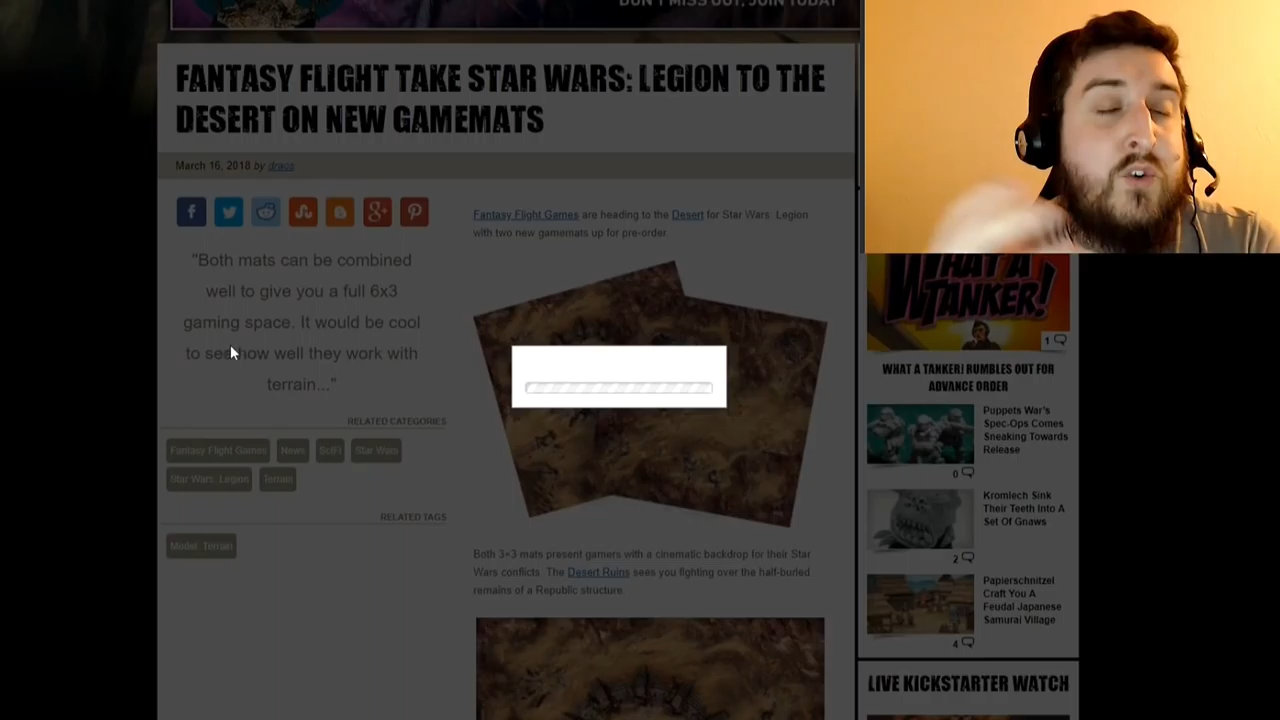 DON'T MISS OUT, JOIN TODAY
FANTASY FLIGHT TAKE STAR WARS: LEGION TO THE
DESERT ON NEW GAMEMATS
March 16, 2018 by dracs
"Both mats can be combined
well to give you a full 6x3
gaming space. It would be cool
to see how well they work with
terrain..."
RELATED CATEGORIES
Fantasy Flight Games
News
SciFi
Star Wars
Star Wars: Legion
Terrain
RELATED TAGS
Model: Terrain
Fantasy Flight Games are heading to the Desert for Star Wars: Legion
with two new gamemats up for pre-order.
Both 3×3 mats present gamers with a cinematic backdrop for their Star
Wars conflicts. The Desert Ruins sees you fighting over the half-buried
remains of a Republic structure.
WHAT A
TANKER!
1
WHAT A TANKER! RUMBLES OUT FOR
ADVANCE ORDER
Puppets War's
Spec-Ops Comes
Sneaking Towards
Release
0
Kromlech Sink
Their Teeth Into A
Set Of Gnaws
2
Papierschnitzel
Craft You A
Feudal Japanese
Samurai Village
4
LIVE KICKSTARTER WATCH